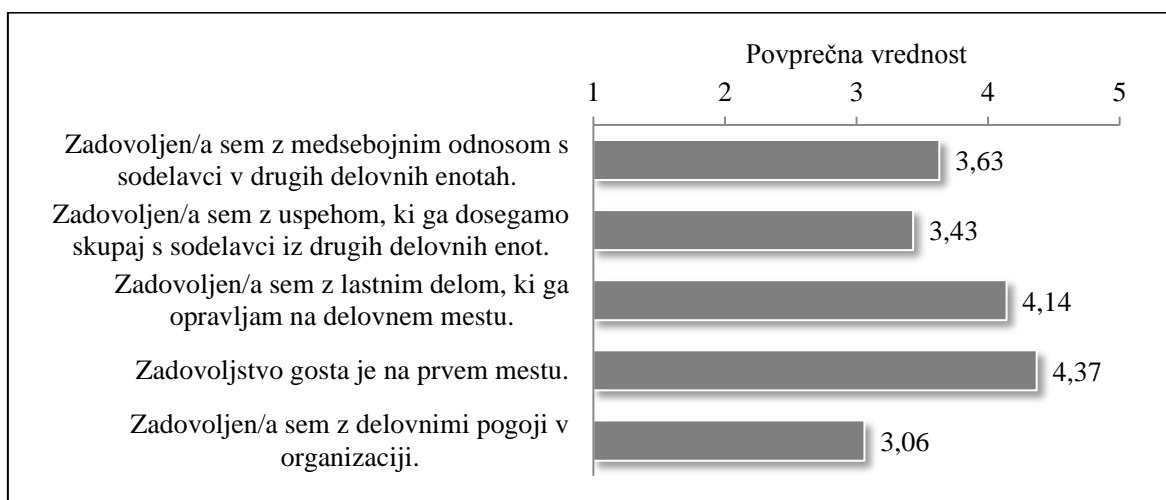 Povprečna vrednost
1 2 3 4 5
Zadovoljen/a sem z medsebojnim odnosom s
sodelavci v drugih delovnih enotah.
3,63
Zadovoljen/a sem z uspehom, ki ga dosegamo
skupaj s sodelavci iz drugih delovnih enot.
3,43
Zadovoljen/a sem z lastnim delom, ki ga
opravljam na delovnem mestu.
4,14
Zadovoljstvo gosta je na prvem mestu.
4,37
Zadovoljen/a sem z delovnimi pogoji v
organizaciji.
3,06